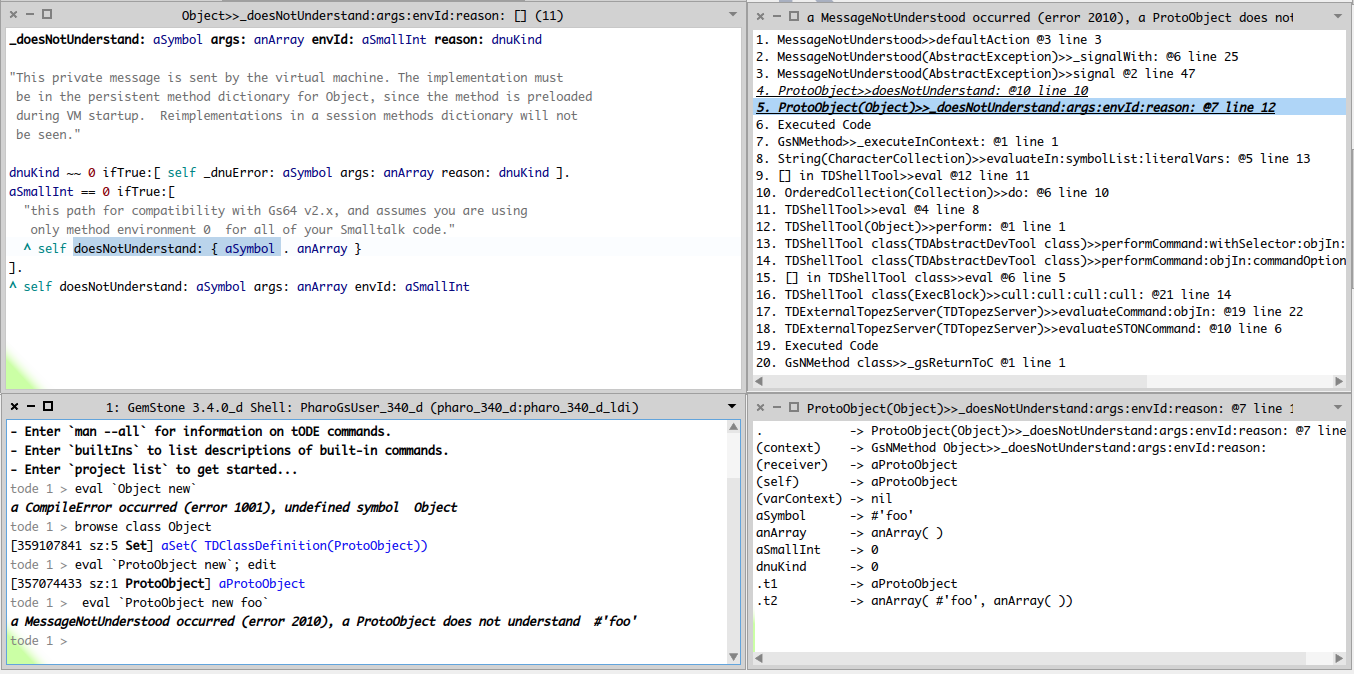 Object>>_doesNotUnderstand:args:envId:reason: [] (11)
_doesNotUnderstand: aSymbol args: anArray envId: aSmallInt reason: dnuKind
"This private message is sent by the virtual machine. The implementation must
be in the persistent method dictionary for Object, since the method is preloaded
during VM startup.  Reimplementations in a session methods dictionary will not
be seen."
dnuKind ~~ 0 ifTrue:[ self _dnuError: aSymbol args: anArray reason: dnuKind ].
aSmallInt == 0 ifTrue:[
"this path for compatibility with Gs64 v2.x, and assumes you are using
only method environment 0  for all of your Smalltalk code."
^ self doesNotUnderstand: { aSymbol . anArray }
].
^ self doesNotUnderstand: aSymbol args: anArray envId: aSmallInt
a MessageNotUnderstood occurred (error 2010), a ProtoObject does not
1. MessageNotUnderstood>>defaultAction @3 line 3
2. MessageNotUnderstood(AbstractException)>>_signalWith: @6 line 25
3. MessageNotUnderstood(AbstractException)>>signal @2 line 47
4. ProtoObject>>doesNotUnderstand: @10 line 10
5. ProtoObject(Object)>>_doesNotUnderstand:args:envId:reason: @7 line 12
6. Executed Code
7. GsNMethod>>_executeInContext: @1 line 1
8. String(CharacterCollection)>>evaluateIn:symbolList:literalVars: @5 line 13
9. [] in TDShellTool>>eval @12 line 11
10. OrderedCollection(Collection)>>do: @6 line 10
11. TDShellTool>>eval @4 line 8
12. TDShellTool(Object)>>perform: @1 line 1
13. TDShellTool class(TDAbstractDevTool class)>>performCommand:withSelector:objIn:
14. TDShellTool class(TDAbstractDevTool class)>>performCommand:objIn:commandOption
15. [] in TDShellTool class>>eval @6 line 5
16. TDShellTool class(ExecBlock)>>cull:cull:cull:cull: @21 line 14
17. TDExternalTopezServer(TDTopezServer)>>evaluateCommand:objIn: @19 line 22
18. TDExternalTopezServer(TDTopezServer)>>evaluateSTONCommand: @10 line 6
19. Executed Code
20. GsNMethod class>>_gsReturnToC @1 line 1
1: GemStone 3.4.0_d Shell: PharoGsUser_340_d (pharo_340_d:pharo_340_d_ldi)
- Enter `man --all` for information on tODE commands.
- Enter `builtIns` to list descriptions of built-in commands.
- Enter `project list` to get started...
tode 1 > eval `Object new`
a CompileError occurred (error 1001), undefined symbol  Object
tode 1 > browse class Object
[359107841 sz:5 Set] aSet( TDClassDefinition(ProtoObject))
tode 1 > eval `ProtoObject new`; edit
[357074433 sz:1 ProtoObject] aProtoObject
tode 1 >  eval `ProtoObject new foo`
a MessageNotUnderstood occurred (error 2010), a ProtoObject does not understand  #'foo'
tode 1 >
ProtoObject(Object)>>_doesNotUnderstand:args:envId:reason: @7 line 1
. -> ProtoObject(Object)>>_doesNotUnderstand:args:envId:reason: @7 line
(context) -> GsNMethod Object>>_doesNotUnderstand:args:envId:reason:
(receiver) -> aProtoObject
(self) -> aProtoObject
(varContext) -> nil
aSymbol -> #'foo'
anArray -> anArray( )
aSmallInt -> 0
dnuKind -> 0
.t1 -> aProtoObject
.t2 -> anArray( #'foo', anArray( ))